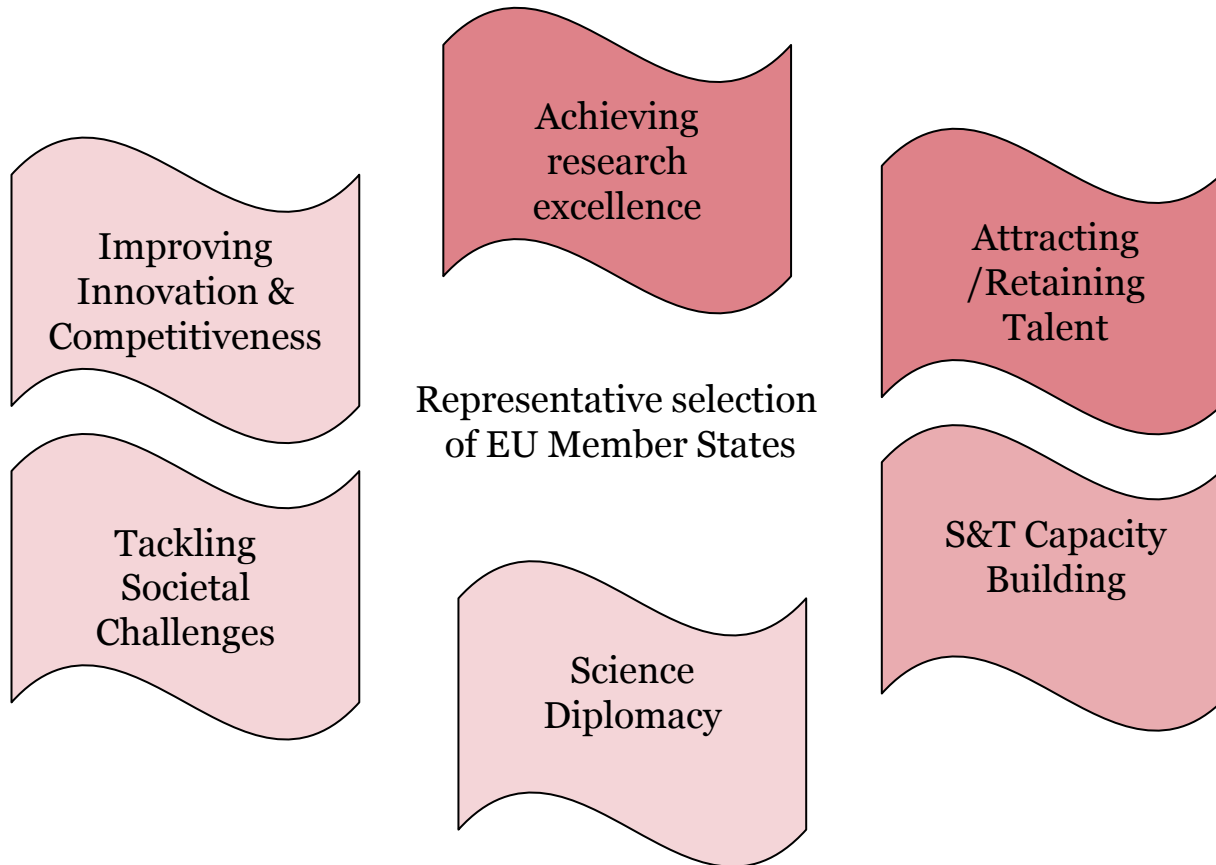 Achieving
research
excellence
Improving
Innovation &
Competitiveness
Attracting
/Retaining
Talent
Representative selection
of EU Member States
Tackling
Societal
Challenges
S&T Capacity
Building
Science
Diplomacy